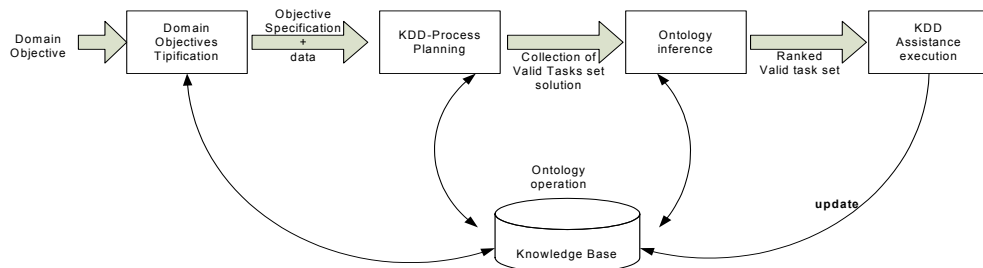 Domain
Objective
Domain
Objectives
Tipification
Objective
Specification
+
data
KDD-Process
Planning
Collection of
Valid Tasks set
solution
Ontology
inference
Ranked
Valid task set
KDD
Assistance
execution
Ontology
operation
update
Knowledge Base